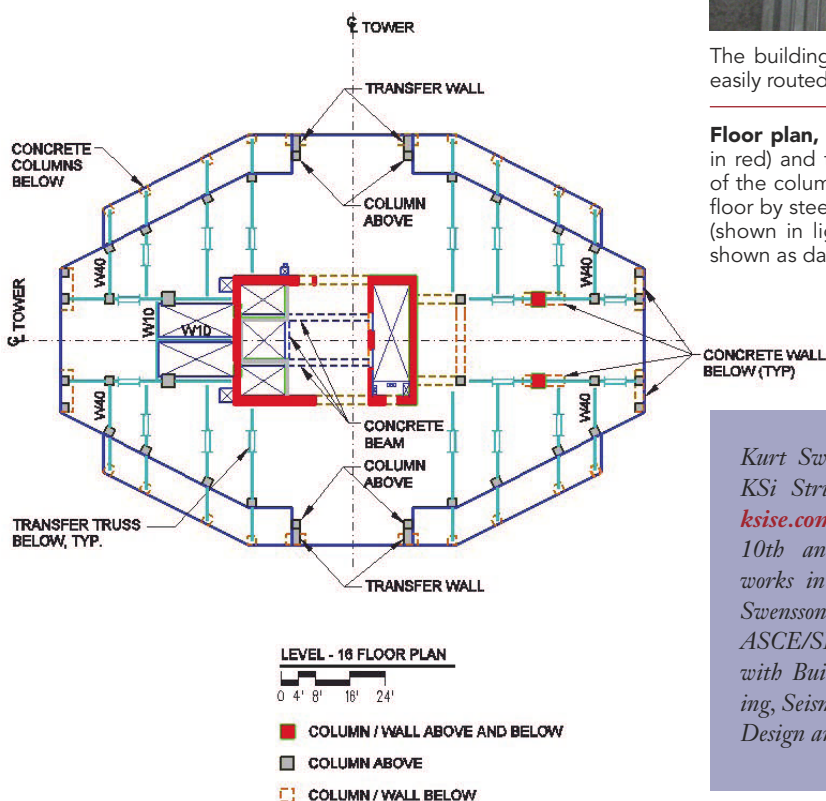 ℄ TOWER
TRANSFER WALL
CONCRETE
COLUMNS
BELOW
COLUMN
ABOVE
W40
W40
℄ TOWER
W10
W10
CONCRETE WALL
BELOW (TYP)
W40
W40
CONCRETE
BEAM
COLUMN
ABOVE
TRANSFER TRUSS
BELOW, TYP.
TRANSFER WALL
LEVEL - 16 FLOOR PLAN
0 4' 8' 16' 24'
COLUMN / WALL ABOVE AND BELOW
COLUMN ABOVE
COLUMN / WALL BELOW
The building
easily routed
Floor plan,
in red) and
of the colum
floor by stee
(shown in lig
shown as da
Kurt Sw
KSi Stri
ksise.com
10th an
works in
Swensson
ASCE/SE
with Bui
ing, Seism
Design an